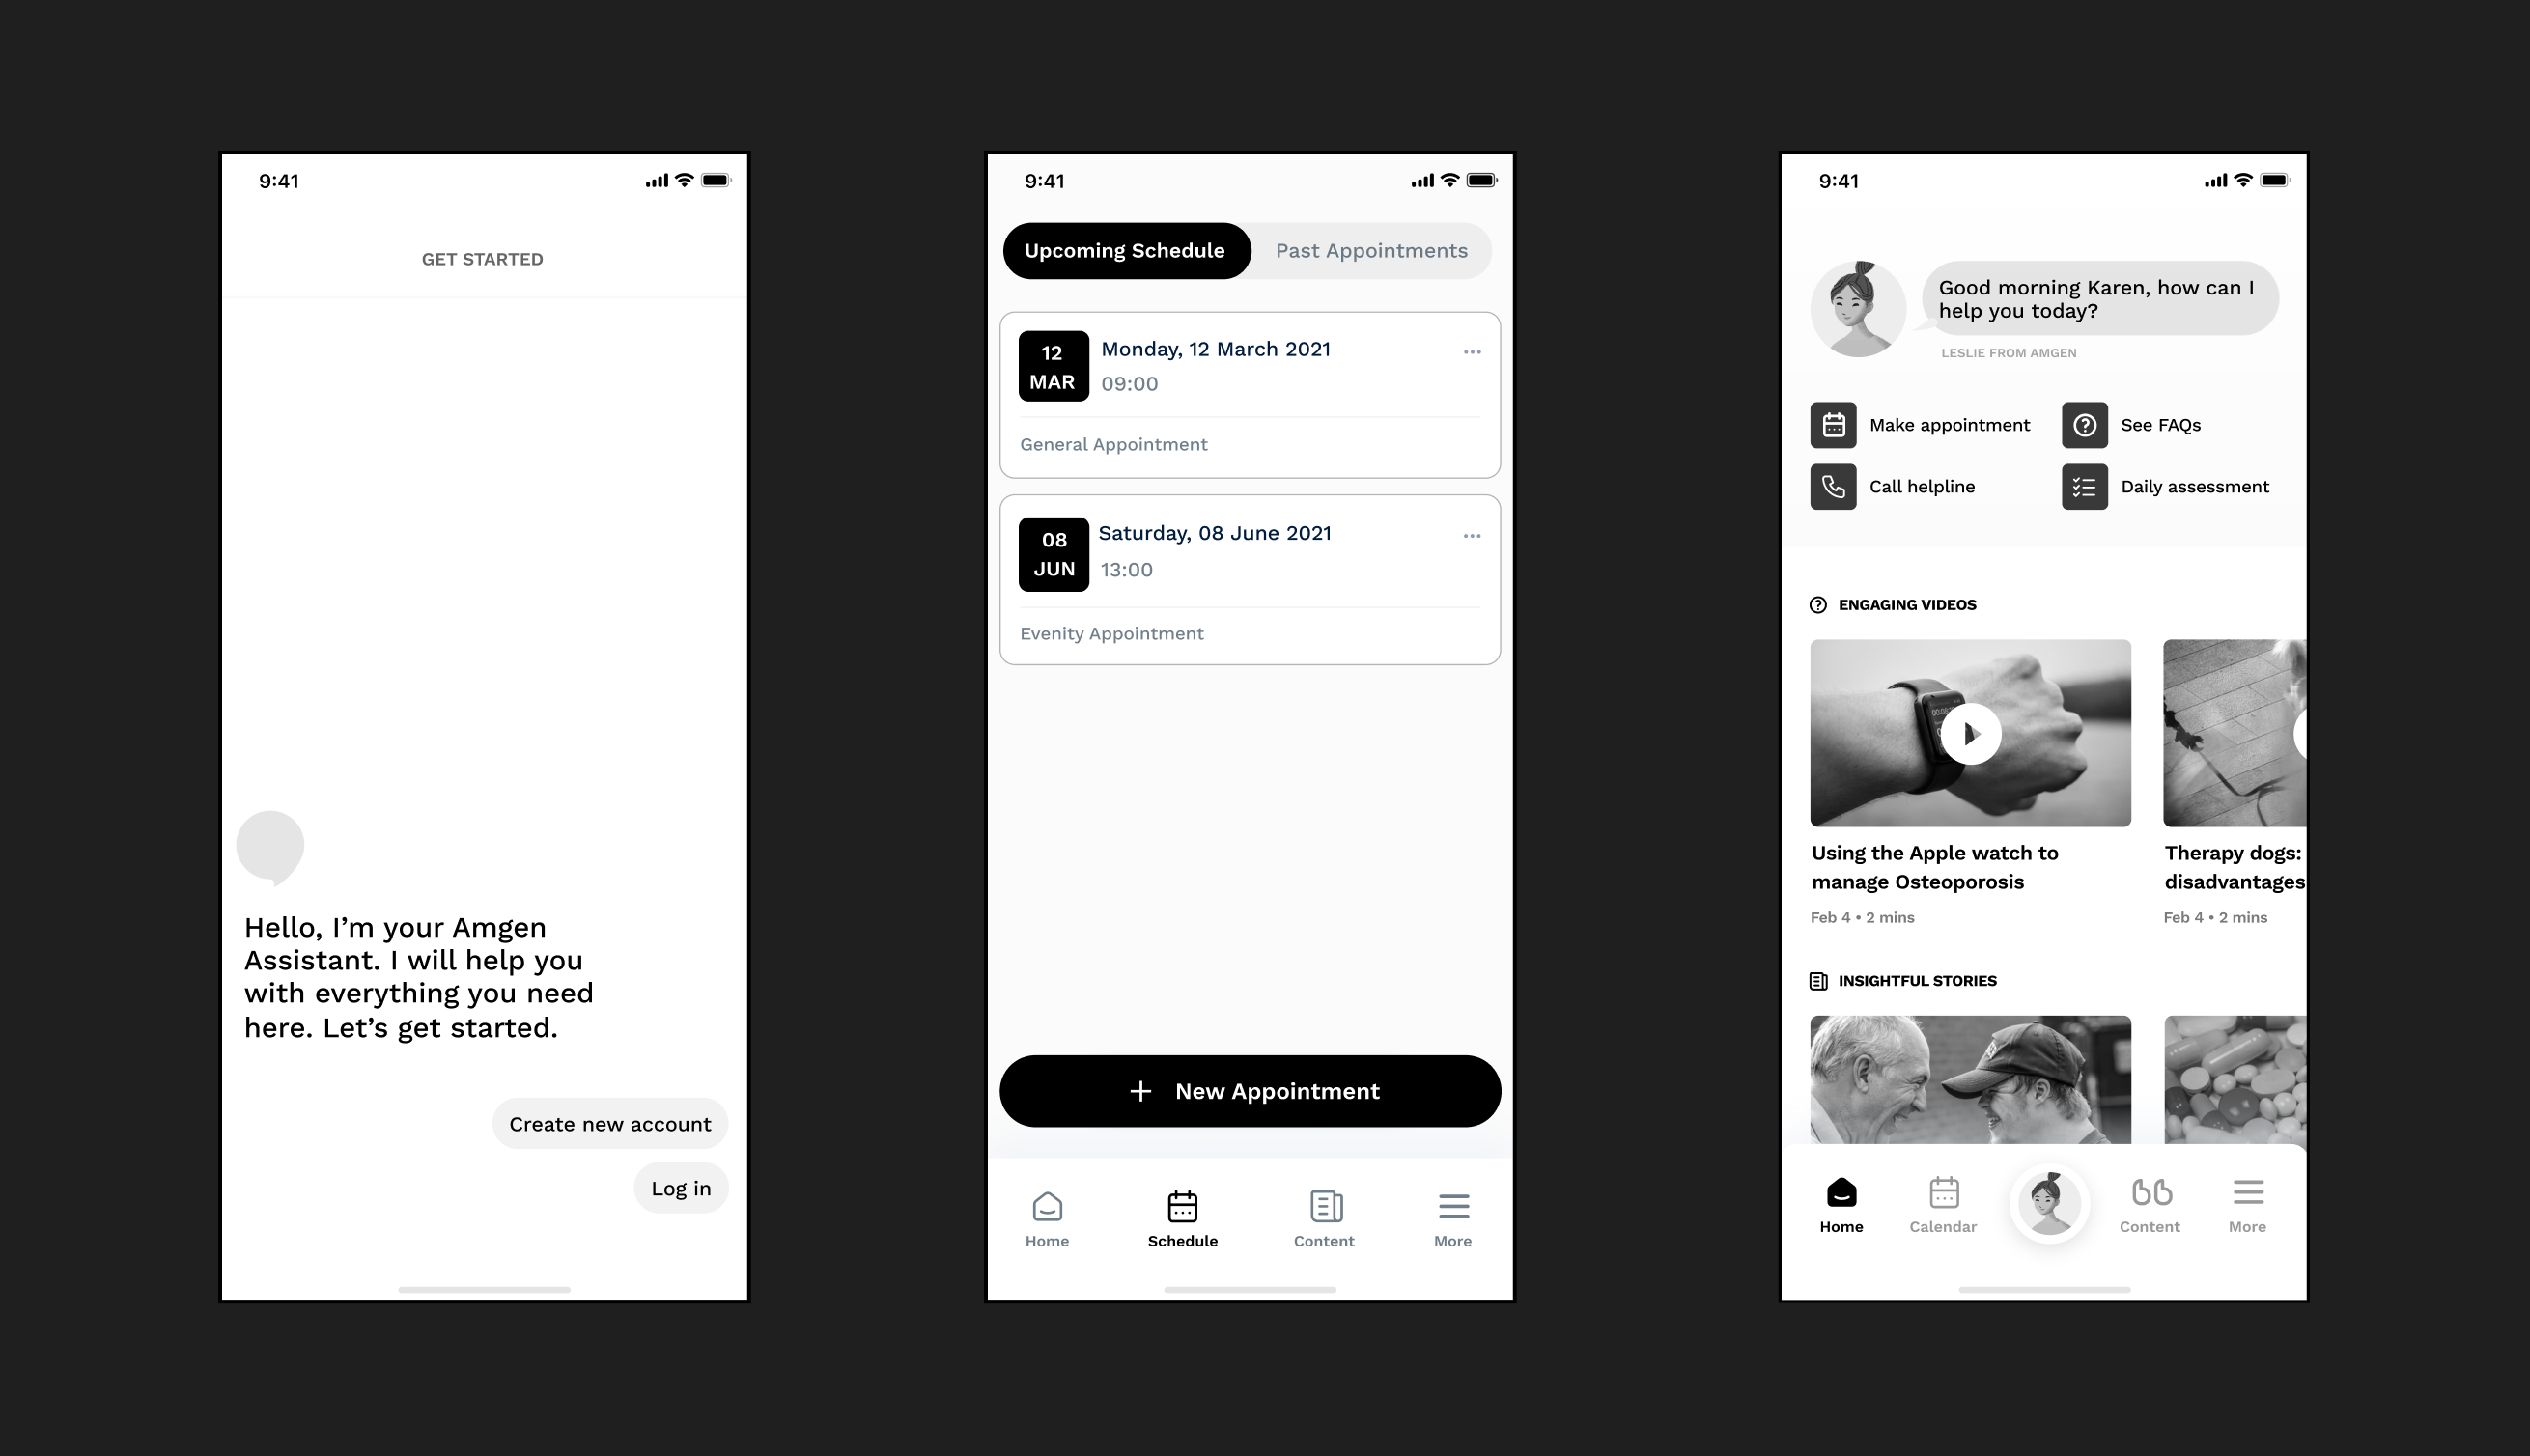 9:41
GET STARTED
Hello, I’m your Amgen
Assistant. I will help you
with everything you need
here. Let’s get started.
Create new account
Log in
9:41
Upcoming Schedule
Past Appointments
12
MAR
Monday, 12 March 2021
09:00
General Appointment
08
JUN
Saturday, 08 June 2021
13:00
Evenity Appointment
New Appointment
Home
Schedule
Content
More
9:41
Good morning Karen, how can I
help you today?
LESLIE FROM AMGEN
Make appointment
See FAQs
Call helpline
Daily assessment
ENGAGING VIDEOS
Using the Apple watch to
manage Osteoporosis
Feb 4 • 2 mins
Therapy dogs:
disadvantages
Feb 4 • 2 mins
INSIGHTFUL STORIES
Home
Calendar
Content
More